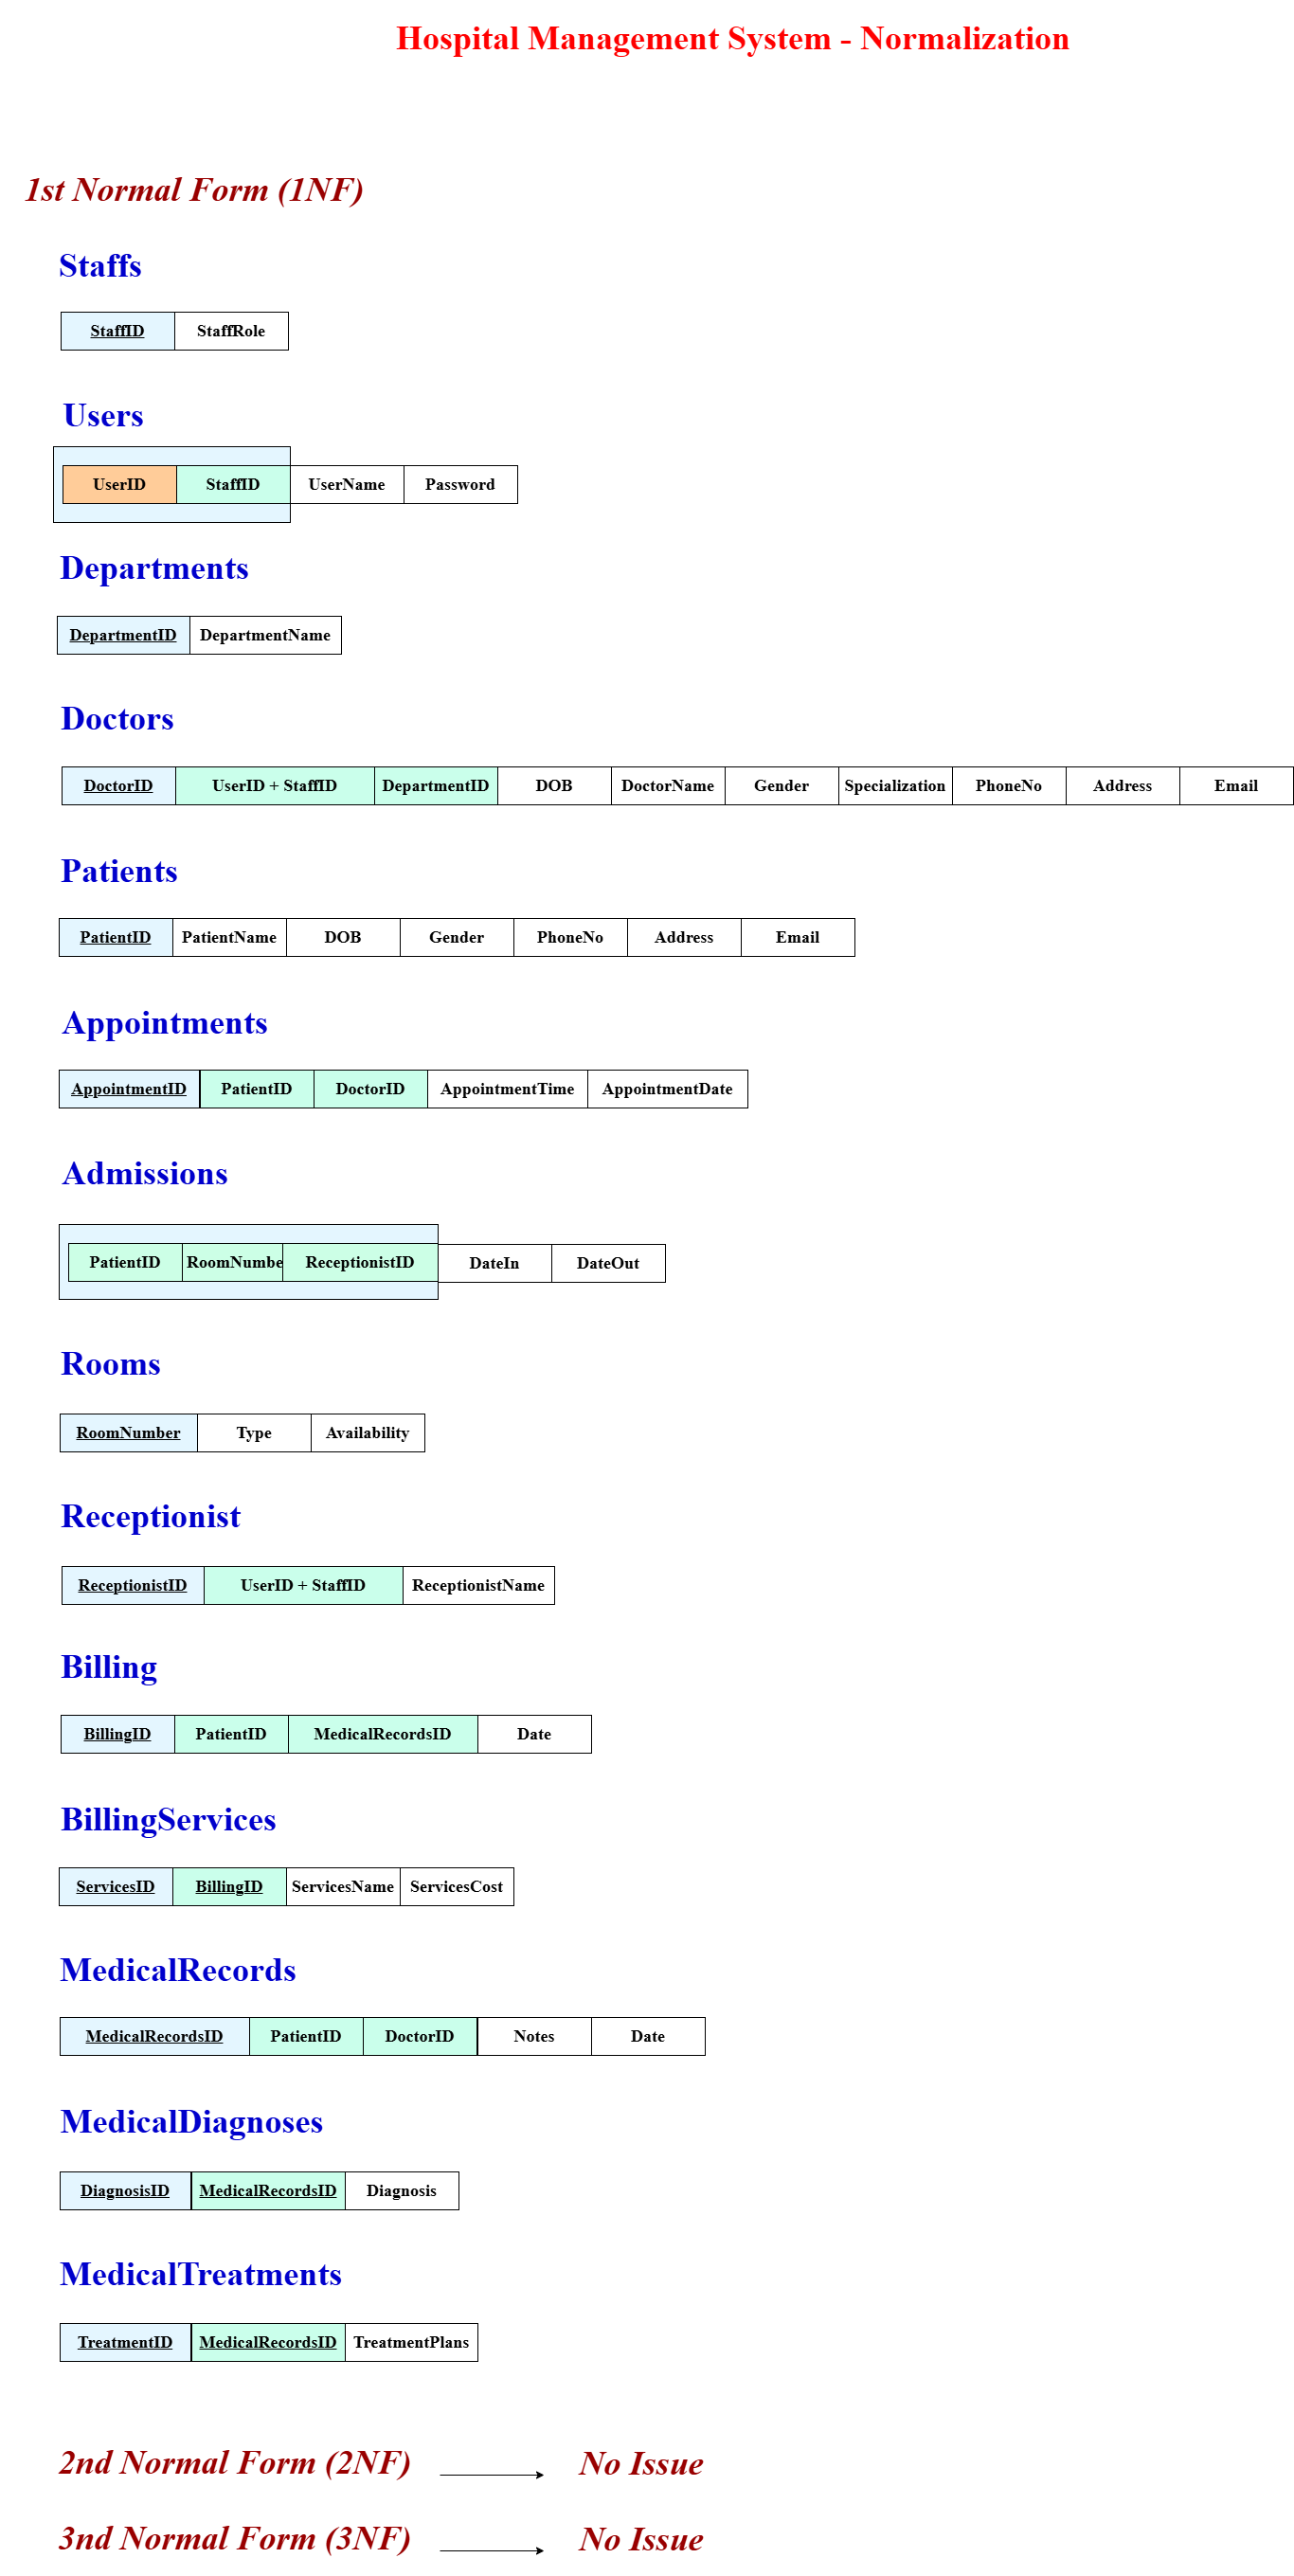 Hospital Management System - Normalization
1st Normal Form (1NF)
Staffs
StaffID StaffRole
Users
UserID StaffID UserName Password
Departments
DepartmentID DepartmentName
Doctors
DoctorID UserID + StaffID DepartmentID DOB DoctorName Gender Specialization PhoneNo Address Email
Patients
PatientID PatientName DOB Gender PhoneNo Address Email
Appointments
AppointmentID PatientID DoctorID AppointmentTime AppointmentDate
Admissions
PatientID RoomNumbe ReceptionistID DateIn DateOut
Rooms
RoomNumber Type Availability
Receptionist
ReceptionistID UserID + StaffID ReceptionistName
Billing
BillingID PatientID MedicalRecordsID Date
BillingServices
ServicesID BillingID ServicesName ServicesCost
MedicalRecords
MedicalRecordsID PatientID DoctorID Notes Date
MedicalDiagnoses
DiagnosisID MedicalRecordsID Diagnosis
MedicalTreatments
TreatmentID MedicalRecordsID TreatmentPlans
2nd Normal Form (2NF) No Issue
3nd Normal Form (3NF) No Issue